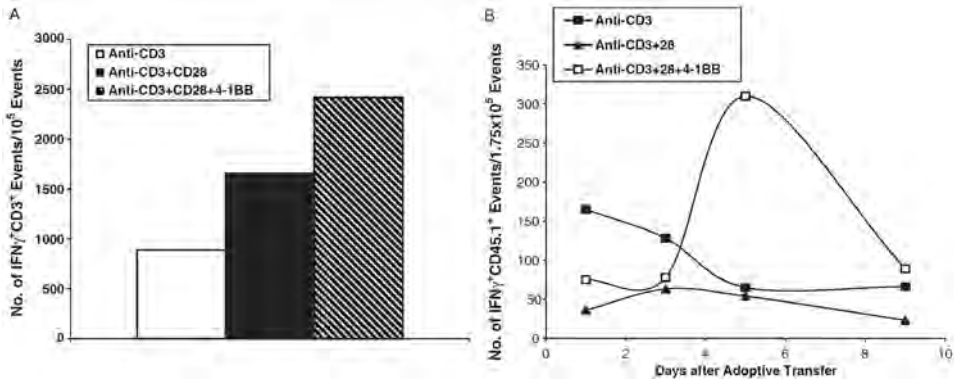 A
3000
2500
2000
1500
1000
500
0
No. of IFNγ⁺CD3⁺ Events/10⁵ Events
Anti-CD3
Anti-CD3+CD28
Anti-CD3+CD28+4-1BB
B
Anti-CD3
Anti-CD3+28
Anti-CD3+28+4-1BB
350
300
250
200
150
100
50
0
No. of IFNγ⁺CD45.1⁺ Events/1.75x10⁵ Events
0 2 4 6 8 10
Days after Adoptive Transfer